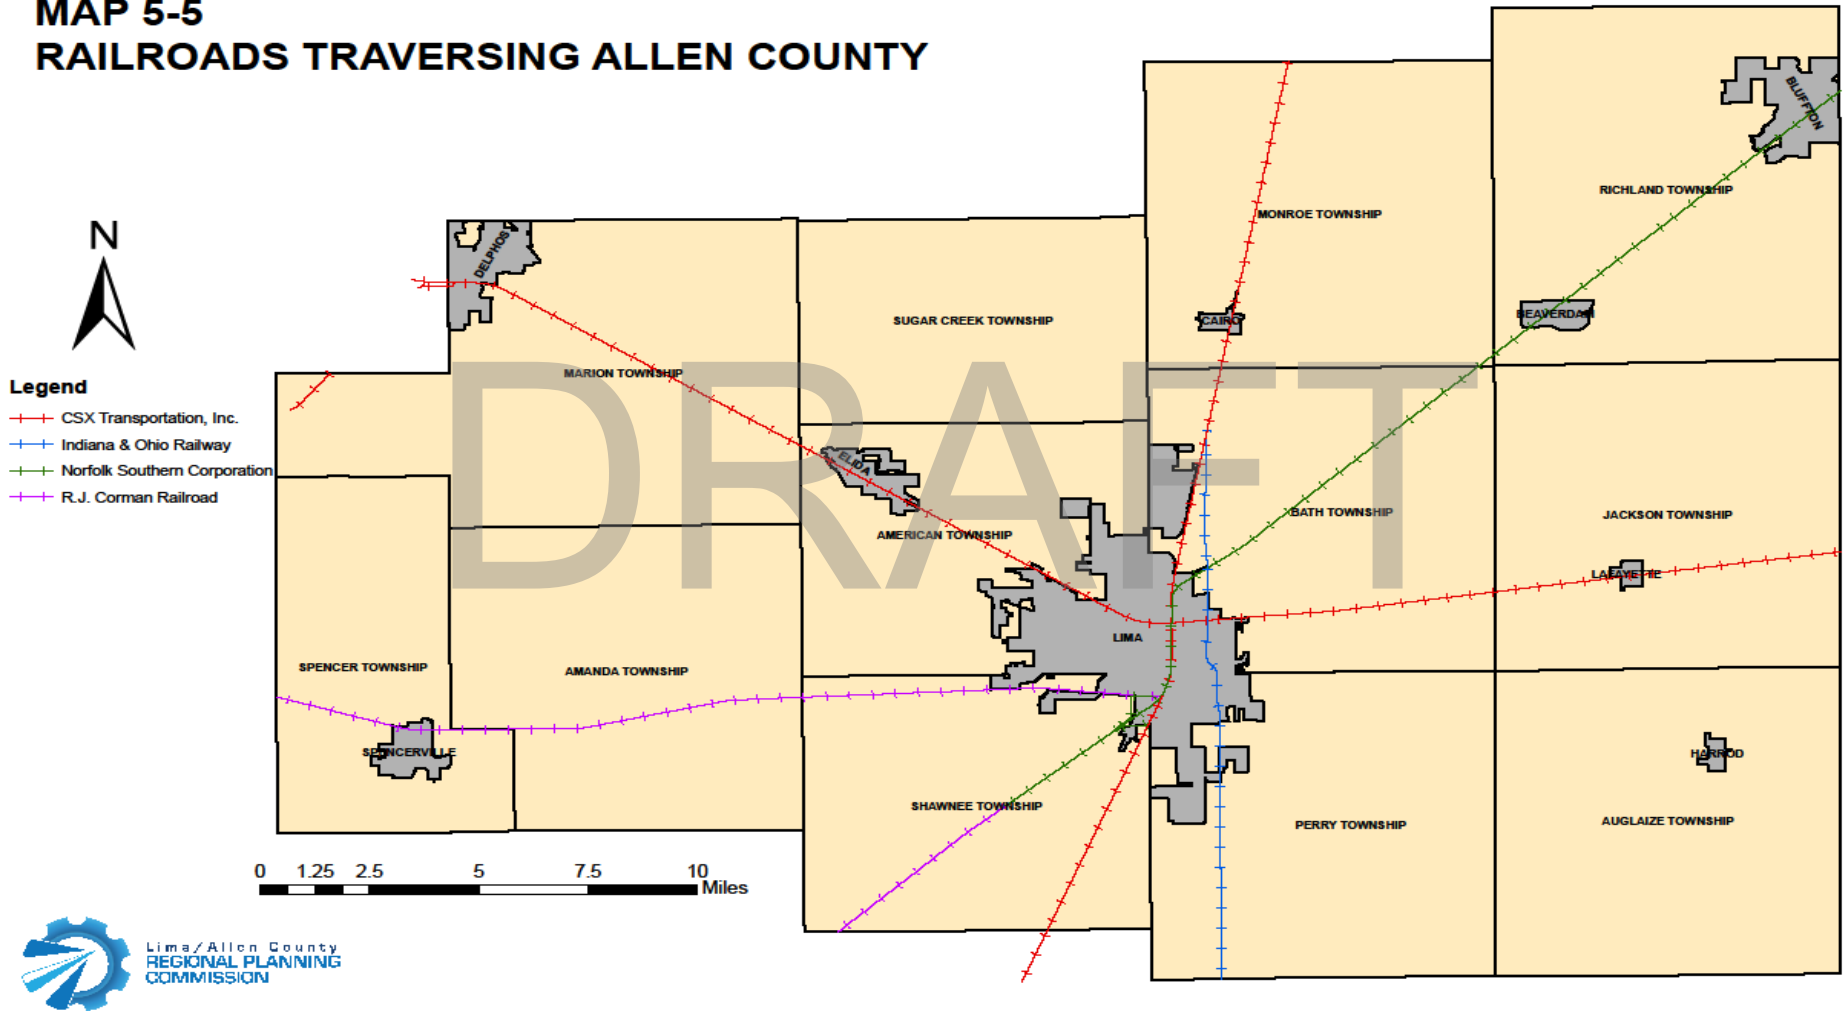 MAP 5-5
RAILROADS TRAVERSING ALLEN COUNTY
N
Legend
CSX Transportation, Inc.
Indiana & Ohio Railway
Norfolk Southern Corporation
R.J. Corman Railroad
BLUFFTON
RICHLAND TOWNSHIP
MONROE TOWNSHIP
DELPHOS
SUGAR CREEK TOWNSHIP
CAIRO
BEAVERDAM
MARION TOWNSHIP
DRAFT
ELIDA
AMERICAN TOWNSHIP
BATH TOWNSHIP
JACKSON TOWNSHIP
LAFAYETTE
LIMA
SPENCER TOWNSHIP
AMANDA TOWNSHIP
SPENCERVILLE
HARROD
SHAWNEE TOWNSHIP
PERRY TOWNSHIP
AUGLAIZE TOWNSHIP
0 1.25 2.5 5 7.5 10
Miles
Lima/Allen County
REGIONAL PLANNING
COMMISSION